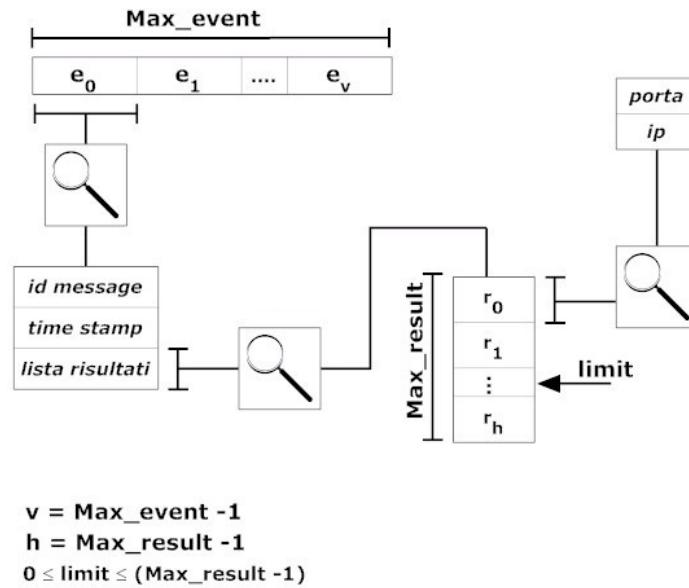 Max_event
e0 e1 .... ev
porta
ip
id message
time stamp
lista risultati
Max_result
r0
r1
⋮
rh
limit
v = Max_event -1
h = Max_result -1
0 ≤ limit ≤ (Max_result -1)